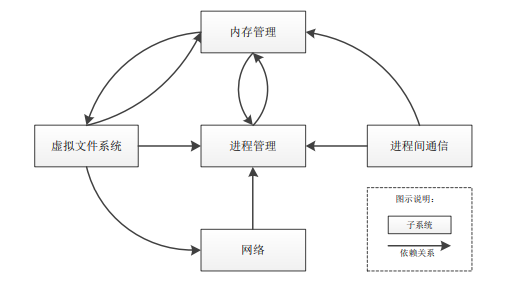 内存管理
虚拟文件系统
进程管理
进程间通信
网络
图示说明：
子系统
依赖关系